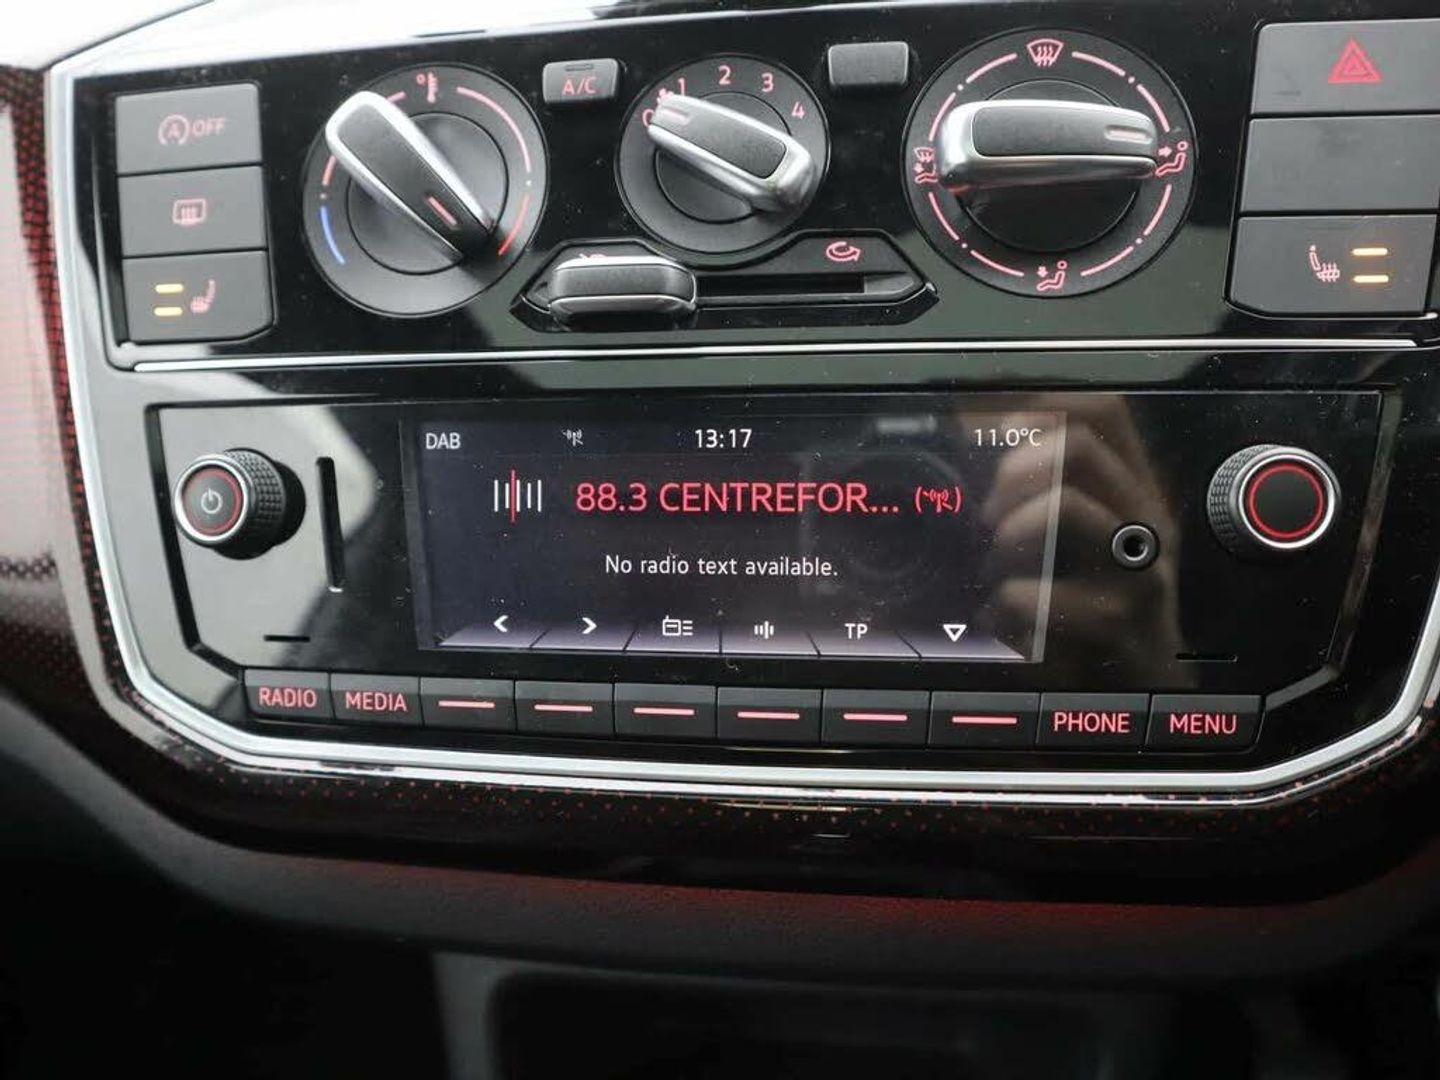 A OFF
A/C
0 1 2 3 4
DAB 13:17 11.0°C
88.3 CENTREFOR...
No radio text available.
< > TP
RADIO MEDIA PHONE MENU